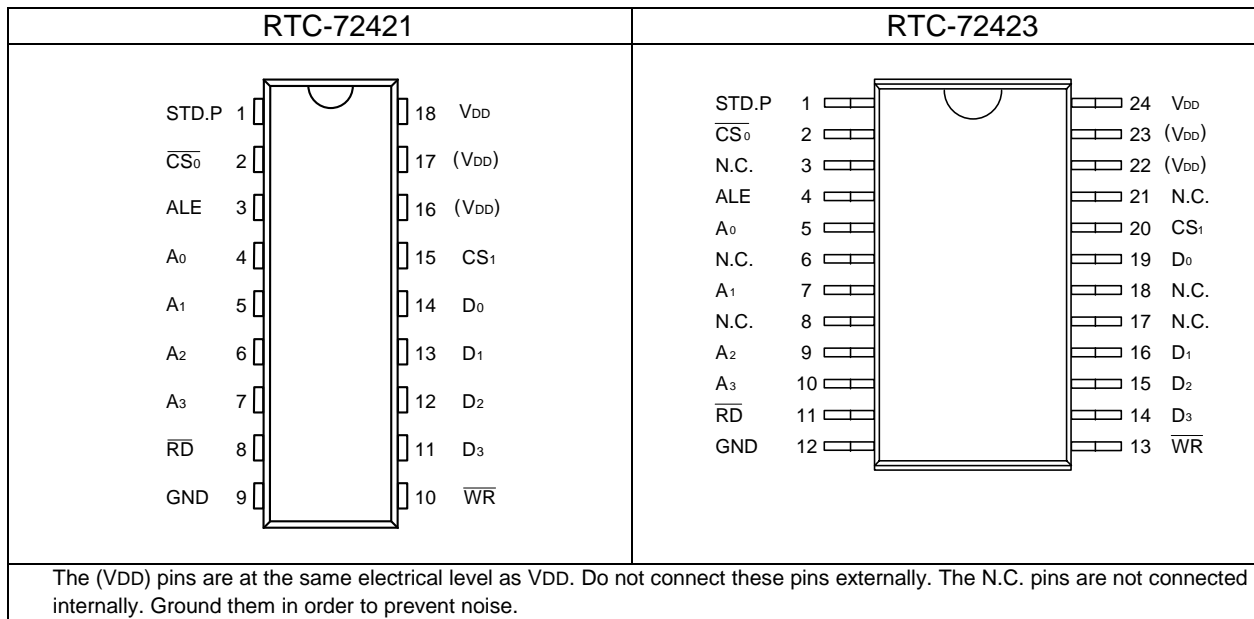 RTC-72421
RTC-72423
STD.P 1
CS0 2
ALE 3
A0 4
A1 5
A2 6
A3 7
RD 8
GND 9
18 VDD
17 (VDD)
16 (VDD)
15 CS1
14 D0
13 D1
12 D2
11 D3
10 WR
STD.P 1
CS0 2
N.C. 3
ALE 4
A0 5
N.C. 6
A1 7
N.C. 8
A2 9
A3 10
RD 11
GND 12
24 VDD
23 (VDD)
22 (VDD)
21 N.C.
20 CS1
19 D0
18 N.C.
17 N.C.
16 D1
15 D2
14 D3
13 WR
The (VDD) pins are at the same electrical level as VDD. Do not connect these pins externally. The N.C. pins are not connected
internally. Ground them in order to prevent noise.